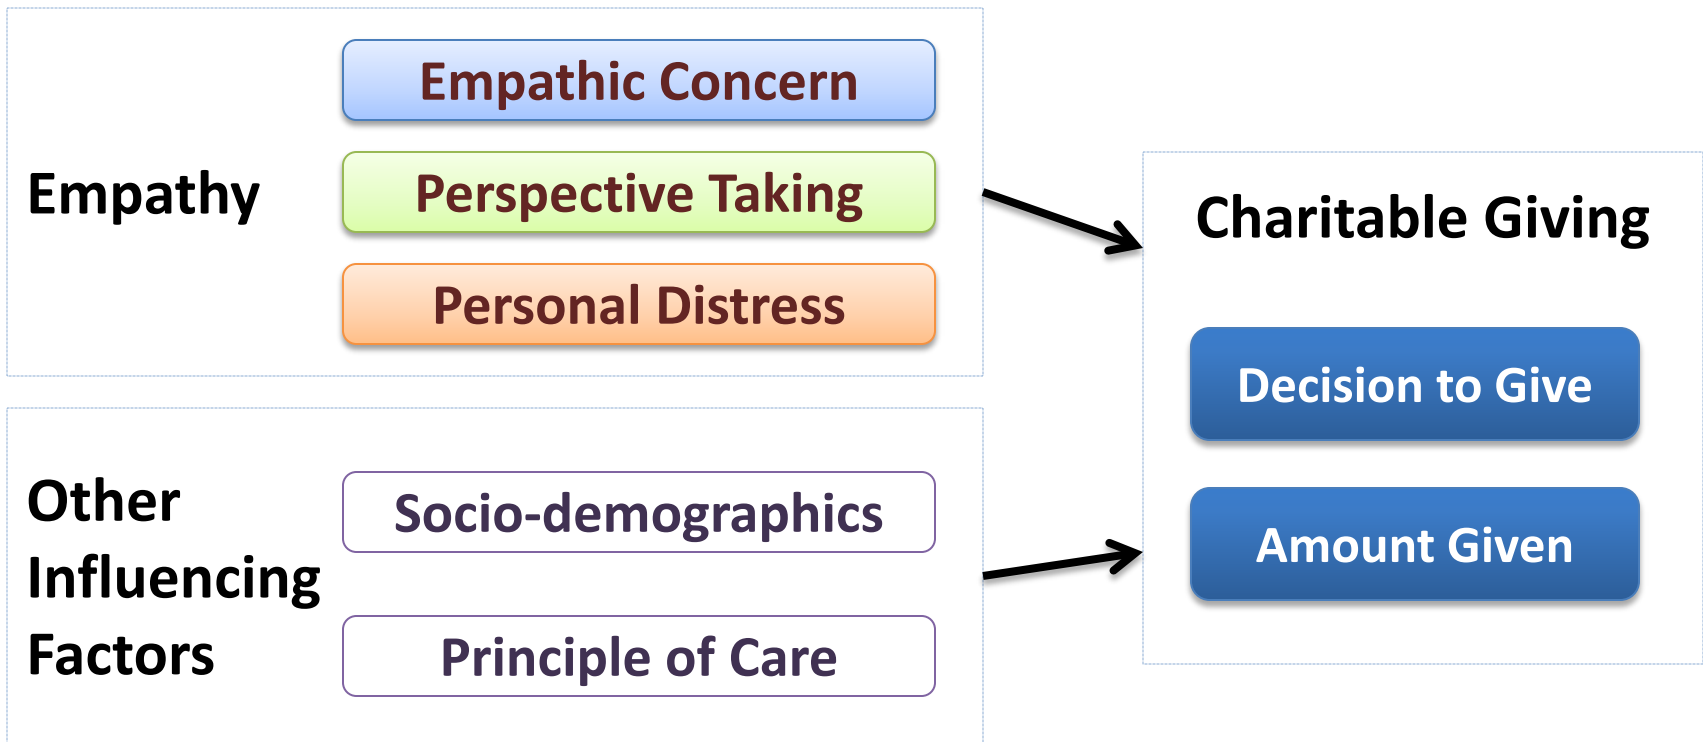 Empathy
Empathic Concern
Perspective Taking
Personal Distress
Other
Influencing
Factors
Socio-demographics
Principle of Care
Charitable Giving
Decision to Give
Amount Given